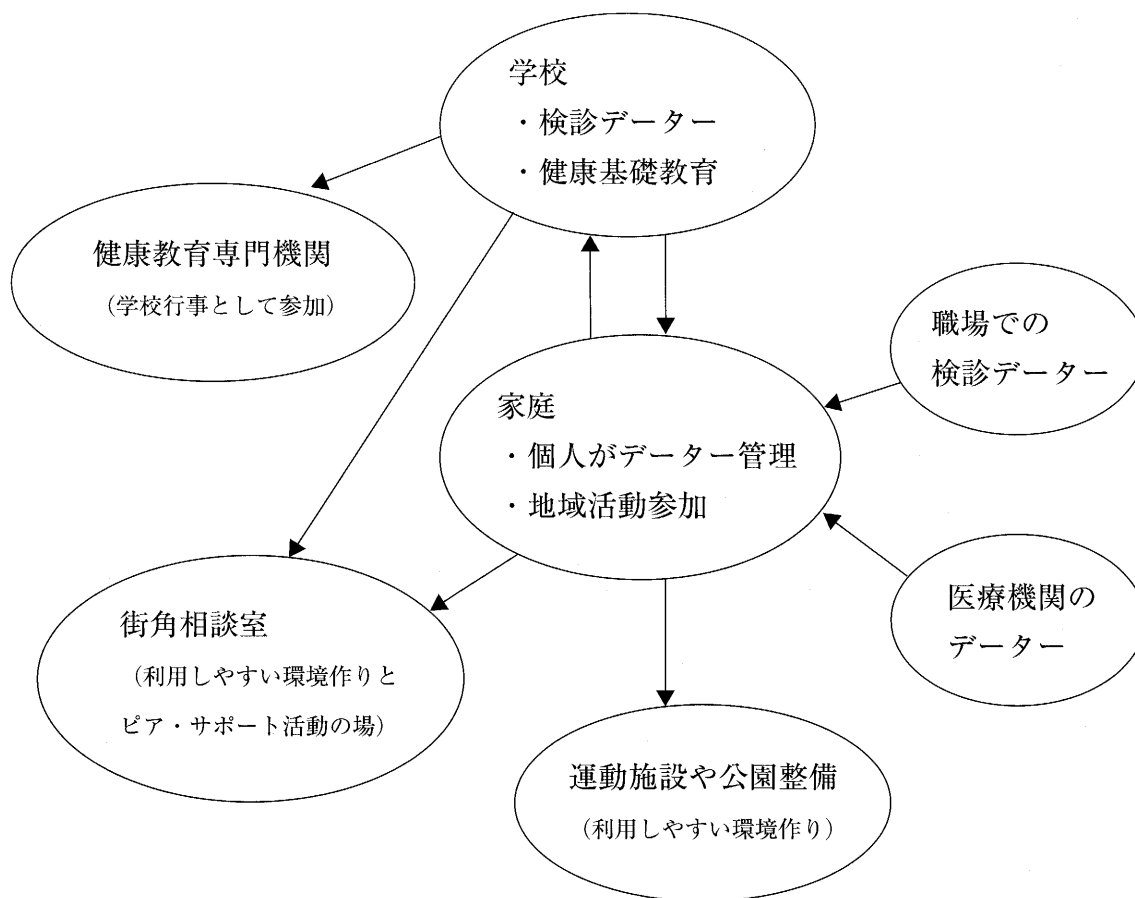 学校
・検診データー
・健康基礎教育
健康教育専門機関
（学校行事として参加）
職場での
検診データー
家庭
・個人がデーター管理
・地域活動参加
医療機関の
データー
街角相談室
（利用しやすい環境作りと
ピア・サポート活動の場）
運動施設や公園整備
（利用しやすい環境作り）